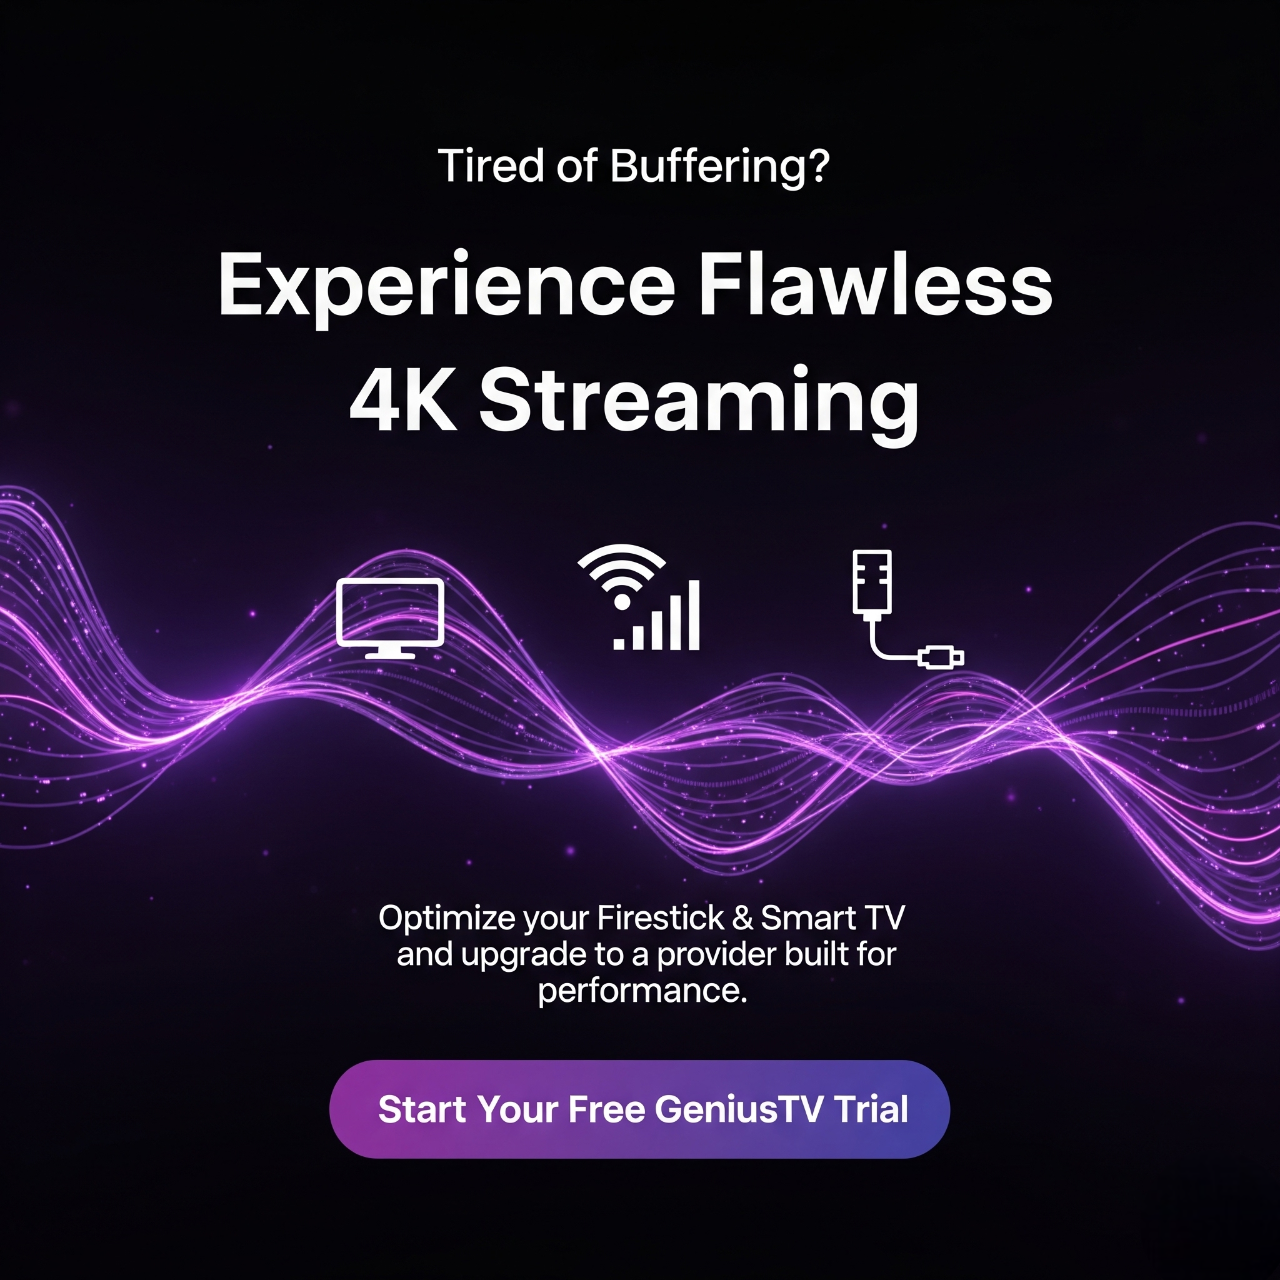 Tired of Buffering?
Experience Flawless
4K Streaming
Optimize your Firestick & Smart TV
and upgrade to a provider built for
performance.
Start Your Free GeniusTV Trial